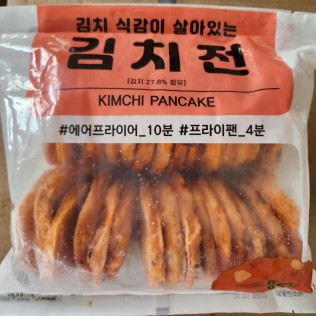 김치 식감이 살아있는
김치전
[김치 27.8% 함유]
KIMCHI PANCAKE
#에어프라이어_10분 #프라이팬_4분